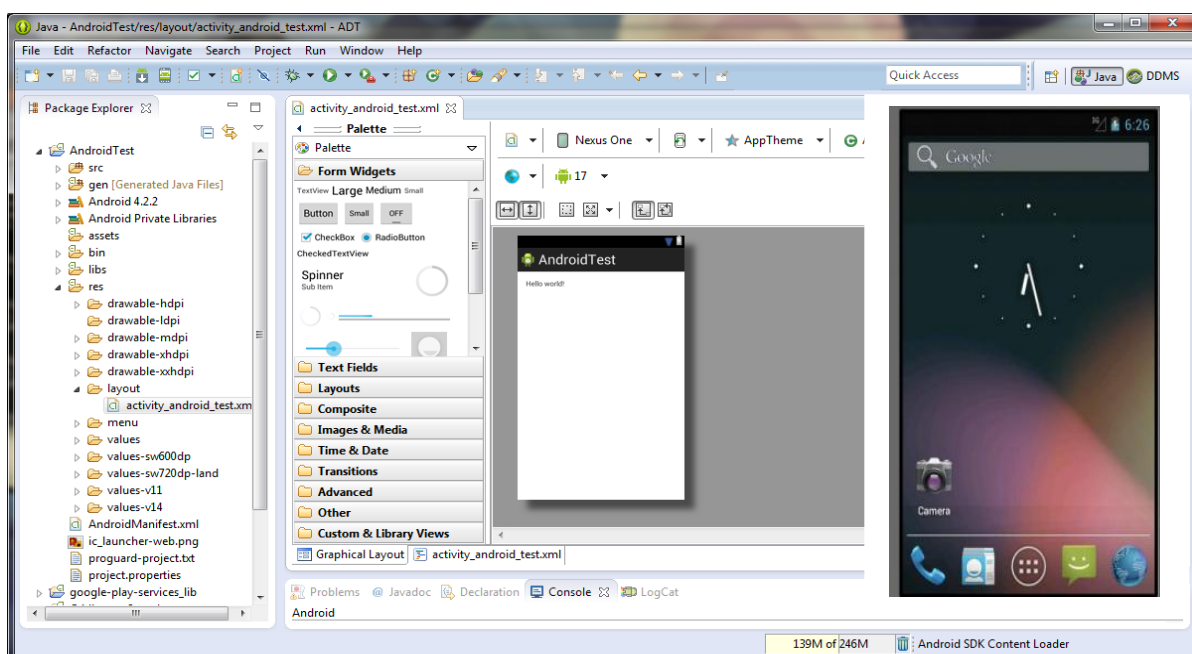 Java - AndroidTest/res/layout/activity_android_test.xml - ADT
File Edit Refactor Navigate Search Project Run Window Help
Quick Access
Java
DDMS
Package Explorer
AndroidTest
src
gen [Generated Java Files]
Android 4.2.2
Android Private Libraries
assets
bin
libs
res
drawable-hdpi
drawable-ldpi
drawable-mdpi
drawable-xhdpi
drawable-xxhdpi
layout
activity_android_test.xm
menu
values
values-sw600dp
values-sw720dp-land
values-v11
values-v14
AndroidManifest.xml
ic_launcher-web.png
proguard-project.txt
project.properties
google-play-services_lib
activity_android_test.xml
Palette
Palette
Form Widgets
TextView Large Medium Small
Button Small OFF
CheckBox RadioButton
CheckedTextView
Spinner
Sub Item
Text Fields
Layouts
Composite
Images & Media
Time & Date
Transitions
Advanced
Other
Custom & Library Views
Nexus One
AppTheme
17
AndroidTest
Hello world!
Graphical Layout
activity_android_test.xml
Problems @ Javadoc Declaration Console LogCat
Android
6:26
Google
Camera
139M of 246M
Android SDK Content Loader